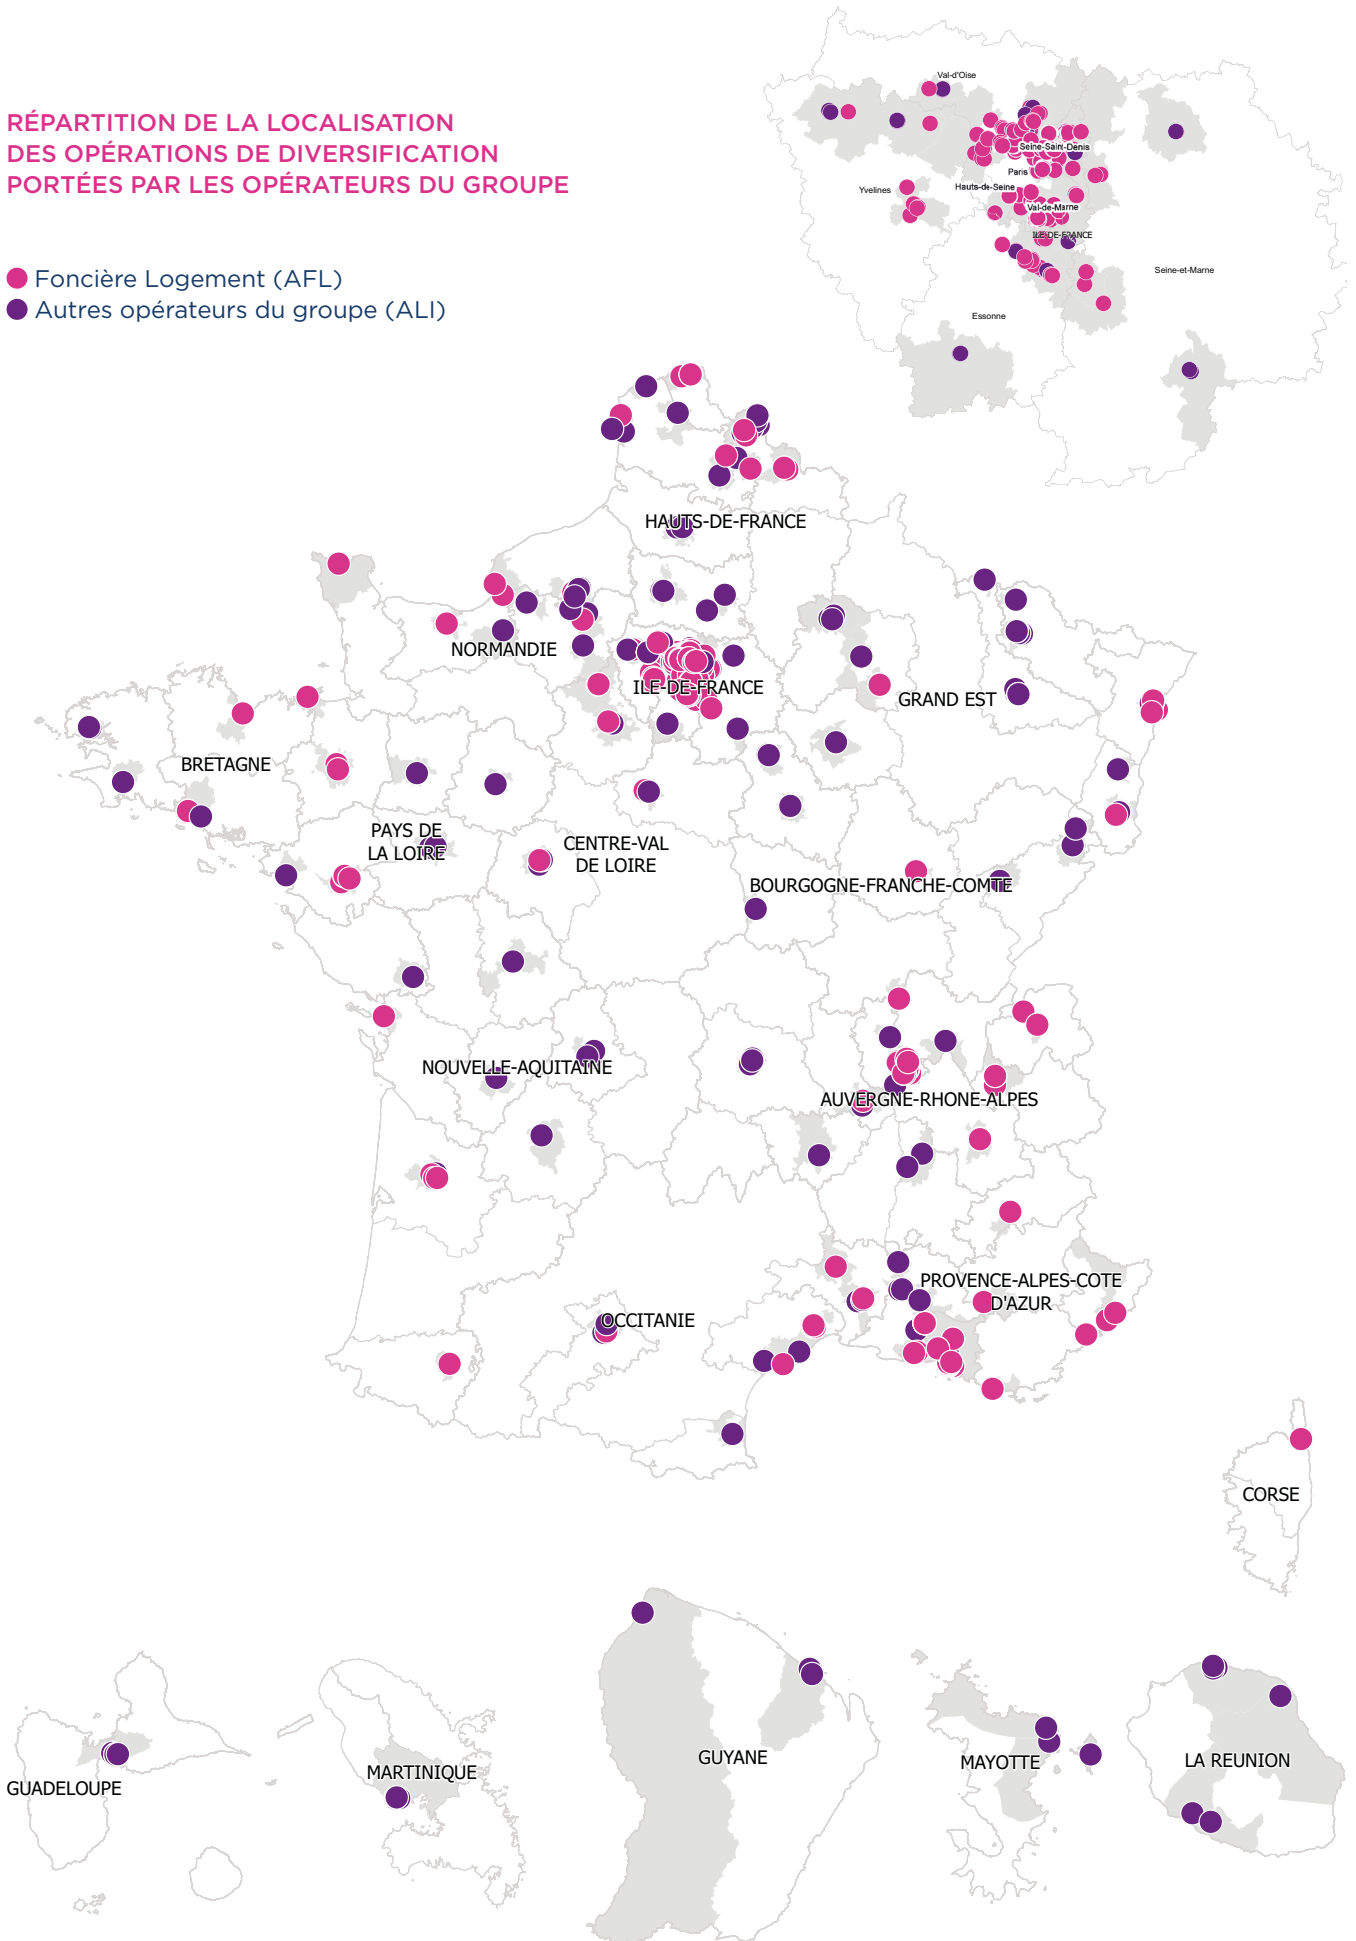 RÉPARTITION DE LA LOCALISATION
DES OPÉRATIONS DE DIVERSIFICATION
PORTÉES PAR LES OPÉRATEURS DU GROUPE
Foncière Logement (AFL)
Autres opérateurs du groupe (ALI)
Val-d'Oise
Seine-Saint-Denis
Paris
Hauts-de-Seine
Yvelines
Val-de-Marne
ILE-DE-FRANCE
Seine-et-Marne
Essonne
HAUTS-DE-FRANCE
NORMANDIE
ILE-DE-FRANCE
GRAND EST
BRETAGNE
PAYS DE
LA LOIRE
CENTRE-VAL
DE LOIRE
BOURGOGNE-FRANCHE-COMTE
NOUVELLE-AQUITAINE
AUVERGNE-RHONE-ALPES
PROVENCE-ALPES-COTE
D'AZUR
OCCITANIE
CORSE
GUADELOUPE
MARTINIQUE
GUYANE
MAYOTTE
LA REUNION